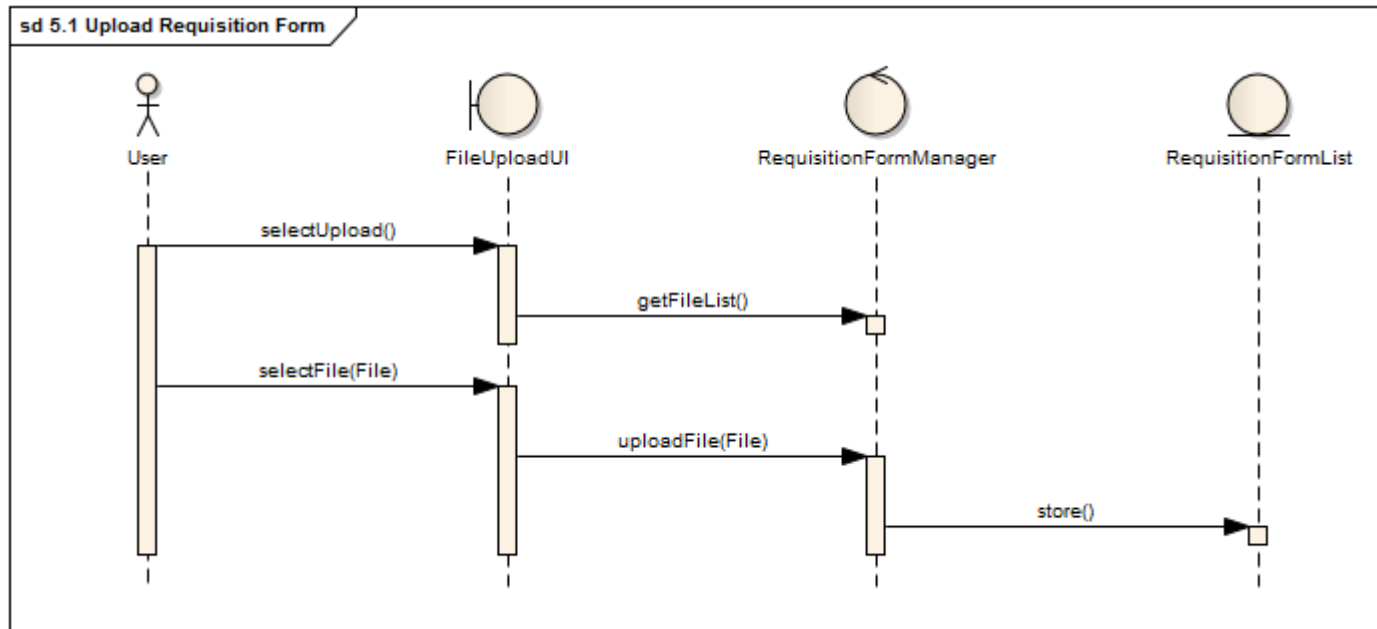 sd 5.1 Upload Requisition Form
User
FileUploadUI
RequisitionFormManager
RequisitionFormList
selectUpload()
getFileList()
selectFile(File)
uploadFile(File)
store()